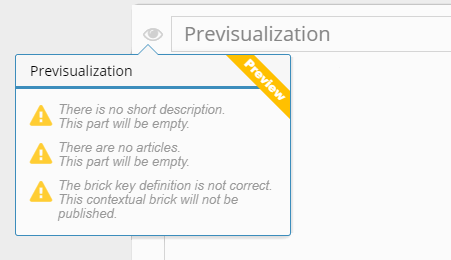 Previsualization
Previsualization
Preview
There is no short description.
This part will be empty.
There are no articles.
This part will be empty.
The brick key definition is not correct.
This contextual brick will not be
published.